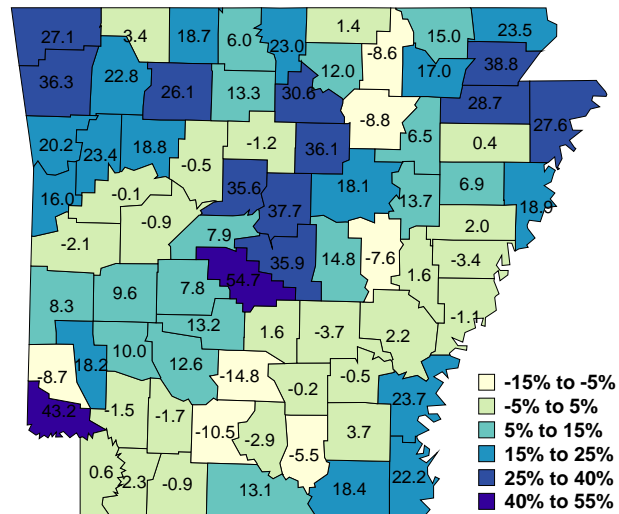 27.1 3.4 18.7 6.0 23.0 1.4 -8.6 15.0 23.5
36.3 22.8 26.1 13.3 30.6 12.0 17.0 38.8
-8.8 28.7 27.6
20.2 23.4 18.8 -0.5 -1.2 36.1 6.5 0.4
16.0 -0.1 35.6 37.7 18.1 13.7 6.9 18.9
-2.1 -0.9 7.9 35.9 14.8 -7.6 2.0
8.3 9.6 7.8 54.7 1.6 -3.4
13.2 1.6 -3.7 2.2 -1.1
-8.7 18.2 10.0 12.6 -14.8 -0.2 -0.5 23.7
43.2 -1.5 -1.7 -10.5 -2.9 -5.5 3.7
0.6 2.3 -0.9 13.1 18.4 22.2
-15% to -5%
-5% to 5%
5% to 15%
15% to 25%
25% to 40%
40% to 55%